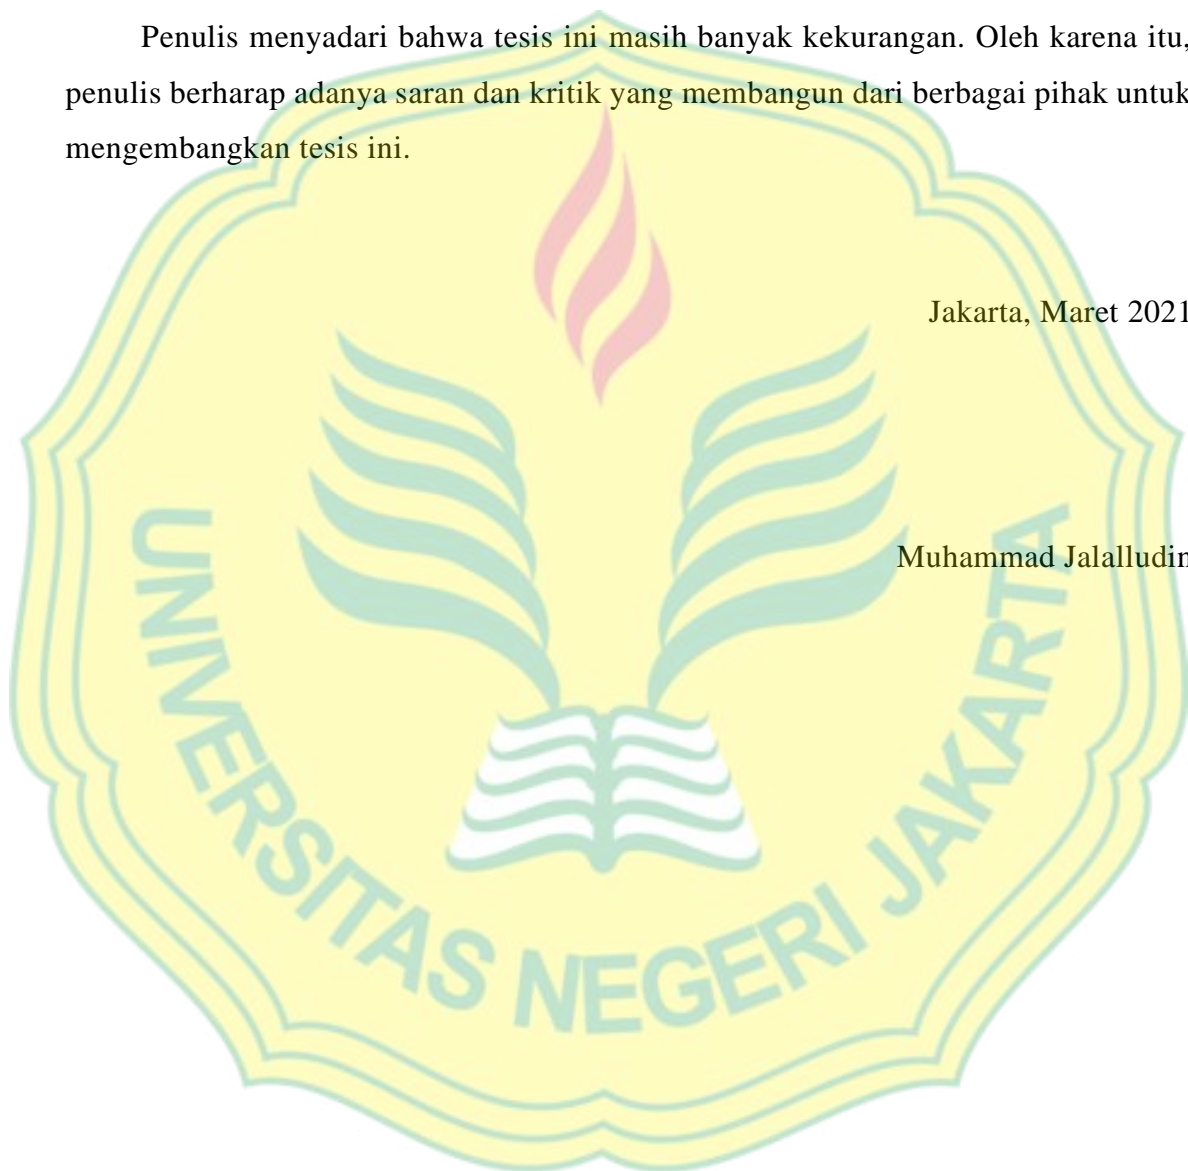 Penulis menyadari bahwa tesis ini masih banyak kekurangan. Oleh karena itu,
penulis berharap adanya saran dan kritik yang membangun dari berbagai pihak untuk
mengembangkan tesis ini.
Jakarta, Maret 2021
Muhammad Jalalludin
UNIVERSITAS NEGERI JAKARTA